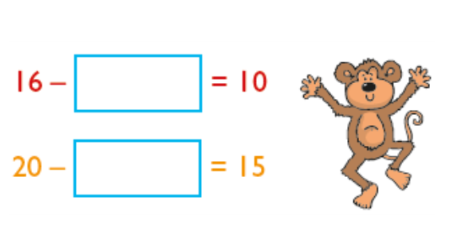 16 – = 10
20 – = 15